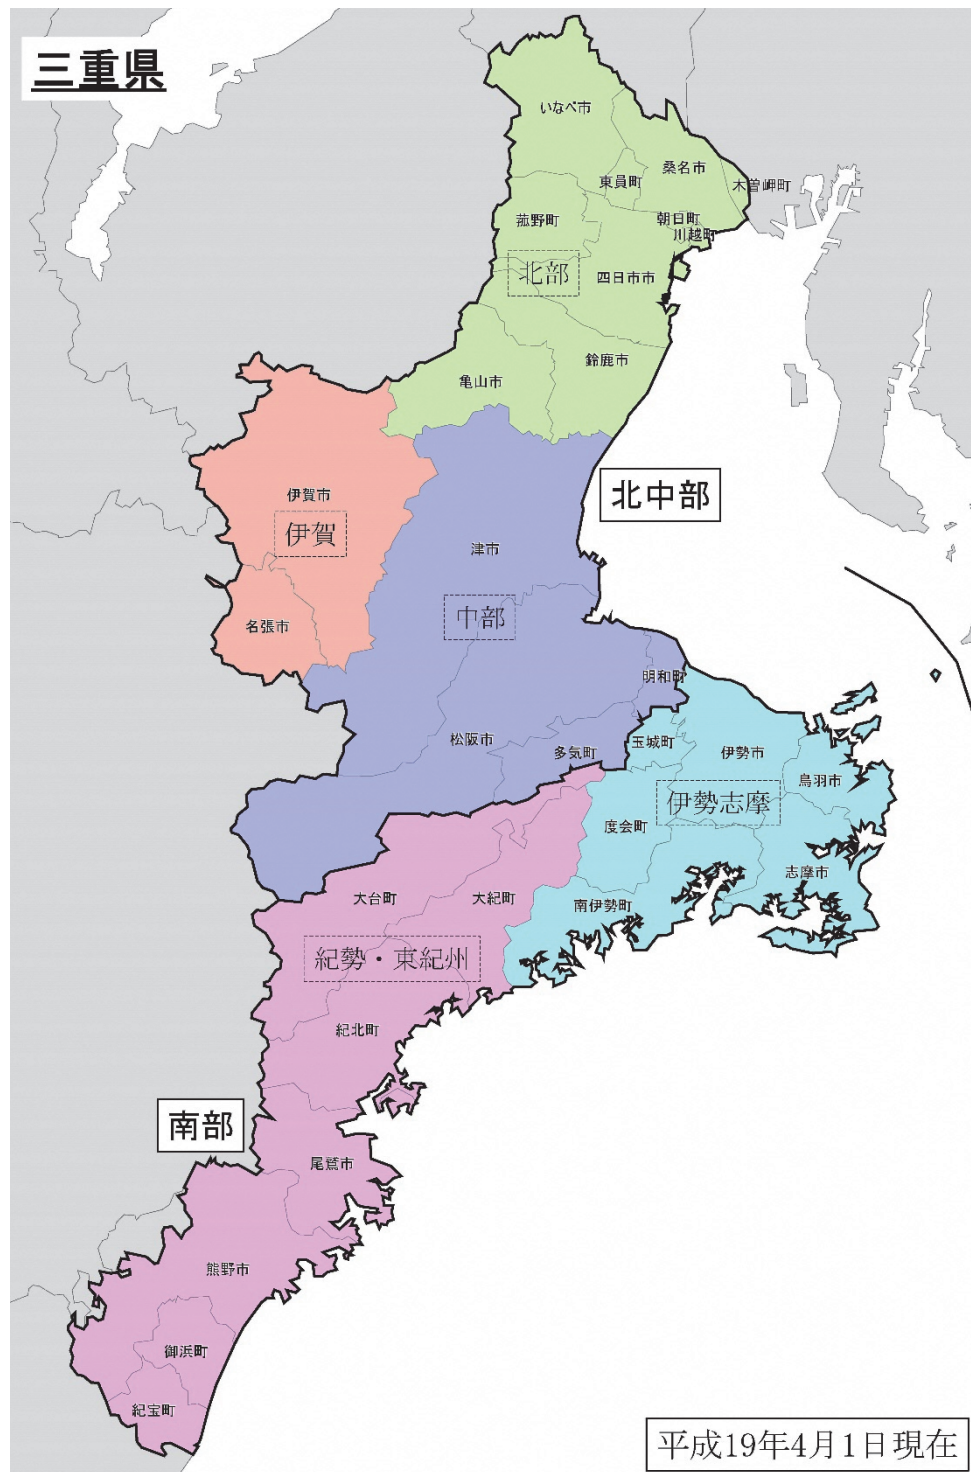 三重県
いなべ市
桑名市
東員町
木曽岬町
菰野町
朝日町
川越町
北部
四日市市
鈴鹿市
亀山市
北中部
伊賀市
伊賀
津市
中部
名張市
明和町
松阪市
多気町
玉城町
伊勢市
鳥羽市
伊勢志摩
度会町
志摩市
大台町
大紀町
南伊勢町
紀勢・東紀州
紀北町
南部
尾鷲市
熊野市
御浜町
紀宝町
平成19年4月1日現在